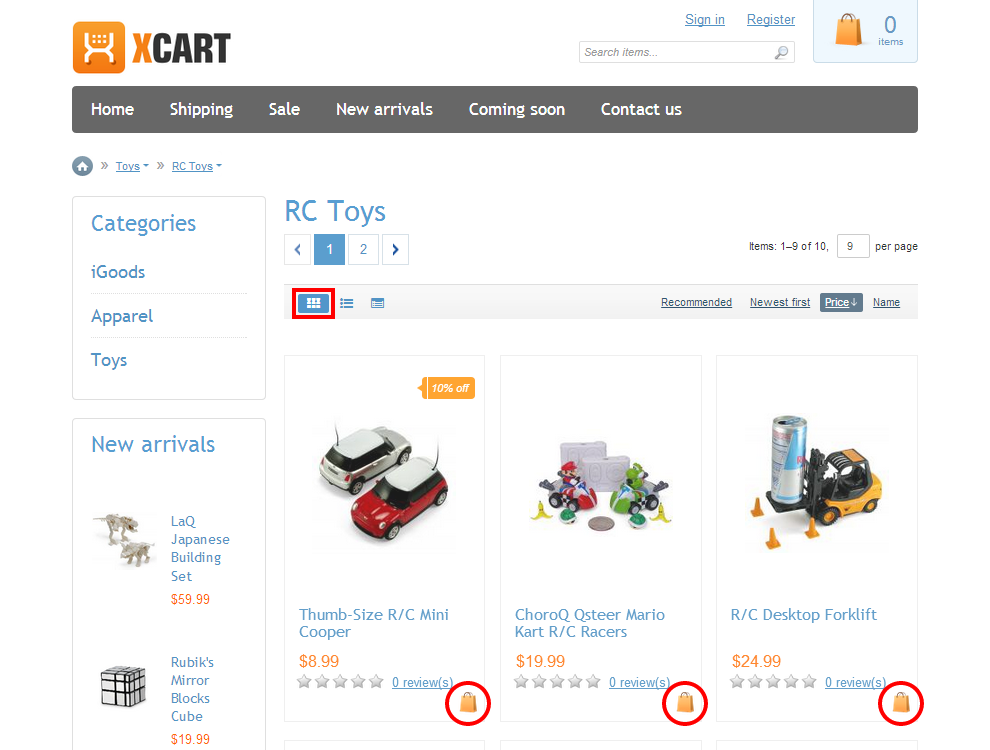 XCART
Sign in
Register
0
items
Search items...
Home
Shipping
Sale
New arrivals
Coming soon
Contact us
» Toys
» RC Toys
Categories
iGoods
Apparel
Toys
New arrivals
LaQ
Japanese
Building
Set
$59.99
Rubik's
Mirror
Blocks
Cube
$19.99
RC Toys
1
2
Items: 1–9 of 10, 9 per page
Recommended
Newest first
Price↓
Name
10% off
Thumb-Size R/C Mini
Cooper
$8.99
0 review(s)
ChoroQ Qsteer Mario
Kart R/C Racers
$19.99
0 review(s)
R/C Desktop Forklift
$24.99
0 review(s)